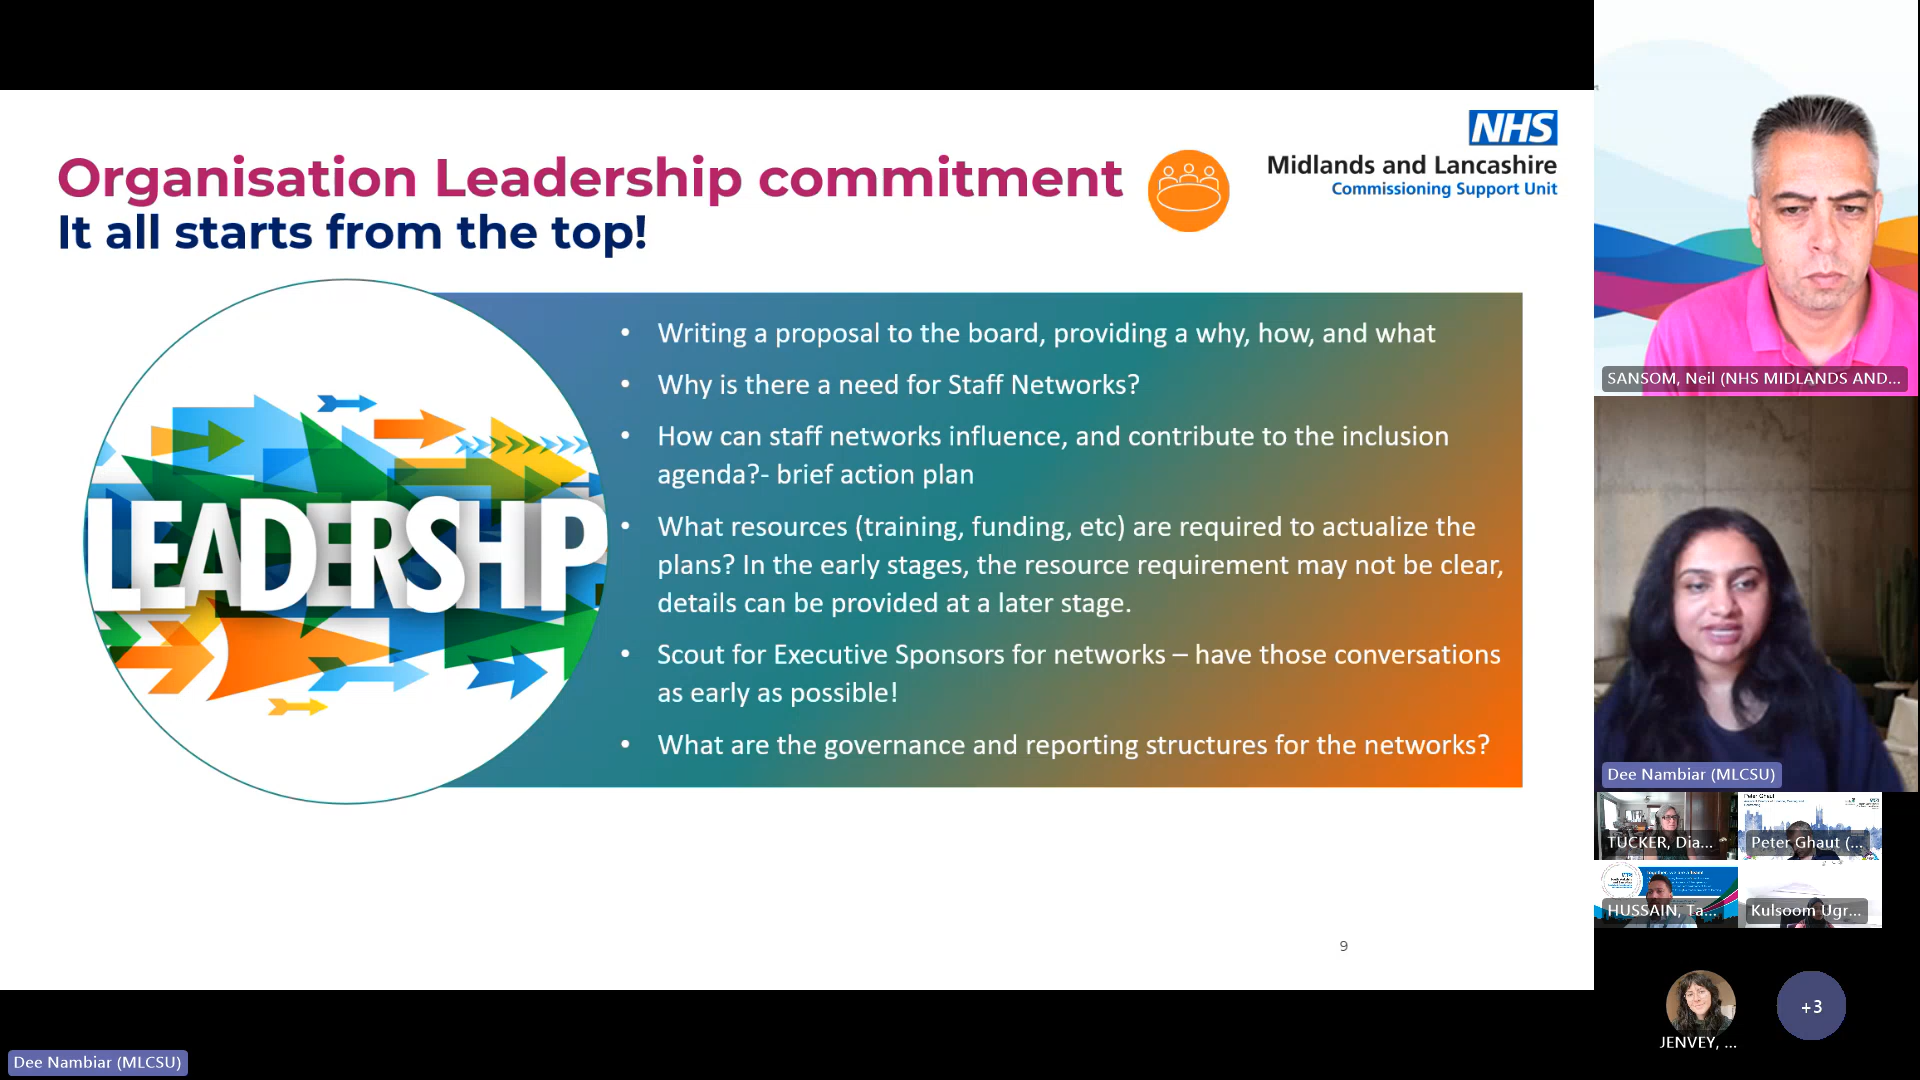 Organisation Leadership commitment
It all starts from the top!
NHS
Midlands and Lancashire
Commissioning Support Unit
LEADERSHIP
• Writing a proposal to the board, providing a why, how, and what
• Why is there a need for Staff Networks?
• How can staff networks influence, and contribute to the inclusion
agenda?- brief action plan
• What resources (training, funding, etc) are required to actualize the
plans? In the early stages, the resource requirement may not be clear,
details can be provided at a later stage.
• Scout for Executive Sponsors for networks – have those conversations
as early as possible!
• What are the governance and reporting structures for the networks?
9
Dee Nambiar (MLCSU)
SANSOM, Neil (NHS MIDLANDS AND...
Dee Nambiar (MLCSU)
TUCKER, Dia...
Peter Ghaut
Peter Ghaut (...
HUSSAIN, Ta...
Kulsoom Ugr...
JENVEY, ...
+3